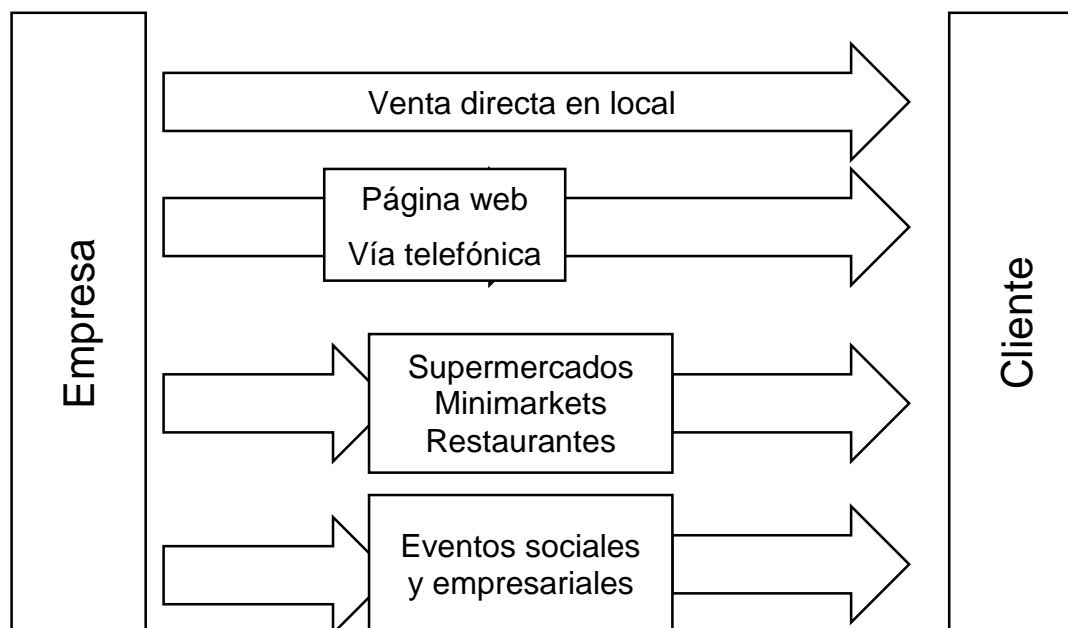 Empresa
Venta directa en local
Página web
Vía telefónica
Supermercados
Minimarkets
Restaurantes
Eventos sociales
y empresariales
Cliente